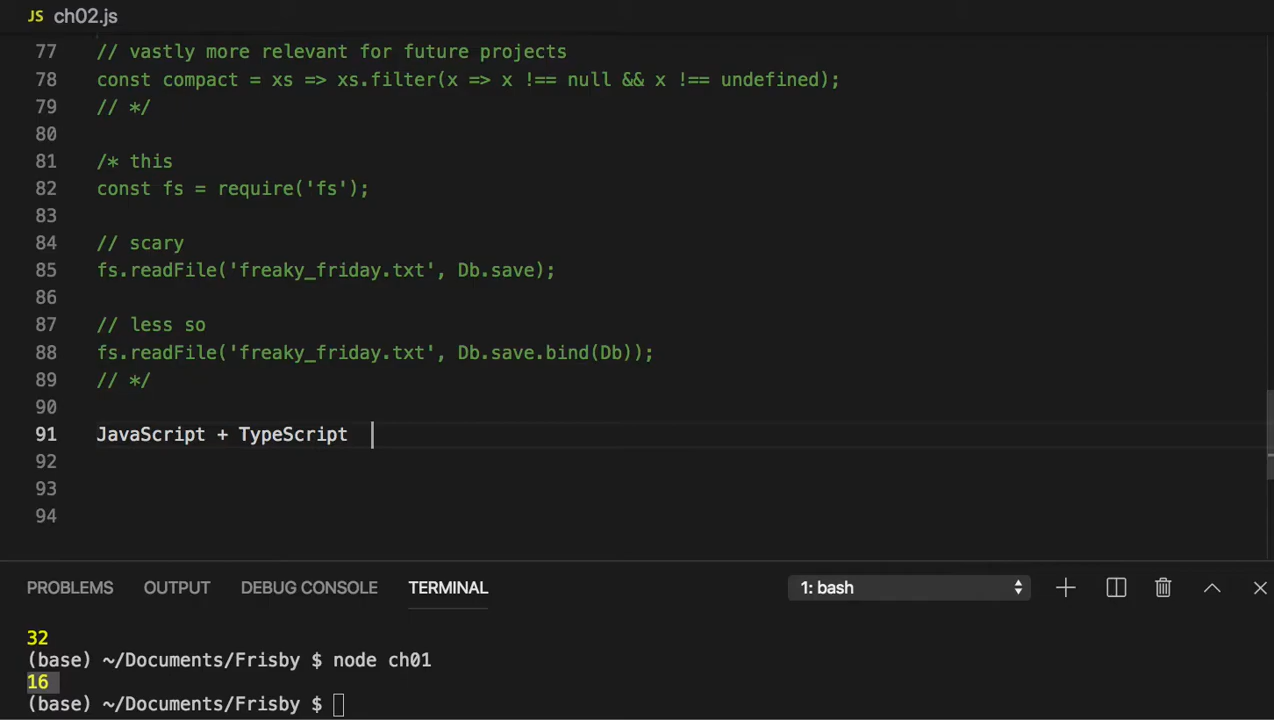 JS ch02.js
77 // vastly more relevant for future projects
78 const compact = xs => xs.filter(x => x !== null && x !== undefined);
79 // */
80
81 /* this
82 const fs = require('fs');
83
84 // scary
85 fs.readFile('freaky_friday.txt', Db.save);
86
87 // less so
88 fs.readFile('freaky_friday.txt', Db.save.bind(Db));
89 // */
90
91 JavaScript + TypeScript
92
93
94
PROBLEMS OUTPUT DEBUG CONSOLE TERMINAL 1: bash
32
(base) ~/Documents/Frisby $ node ch01
16
(base) ~/Documents/Frisby $